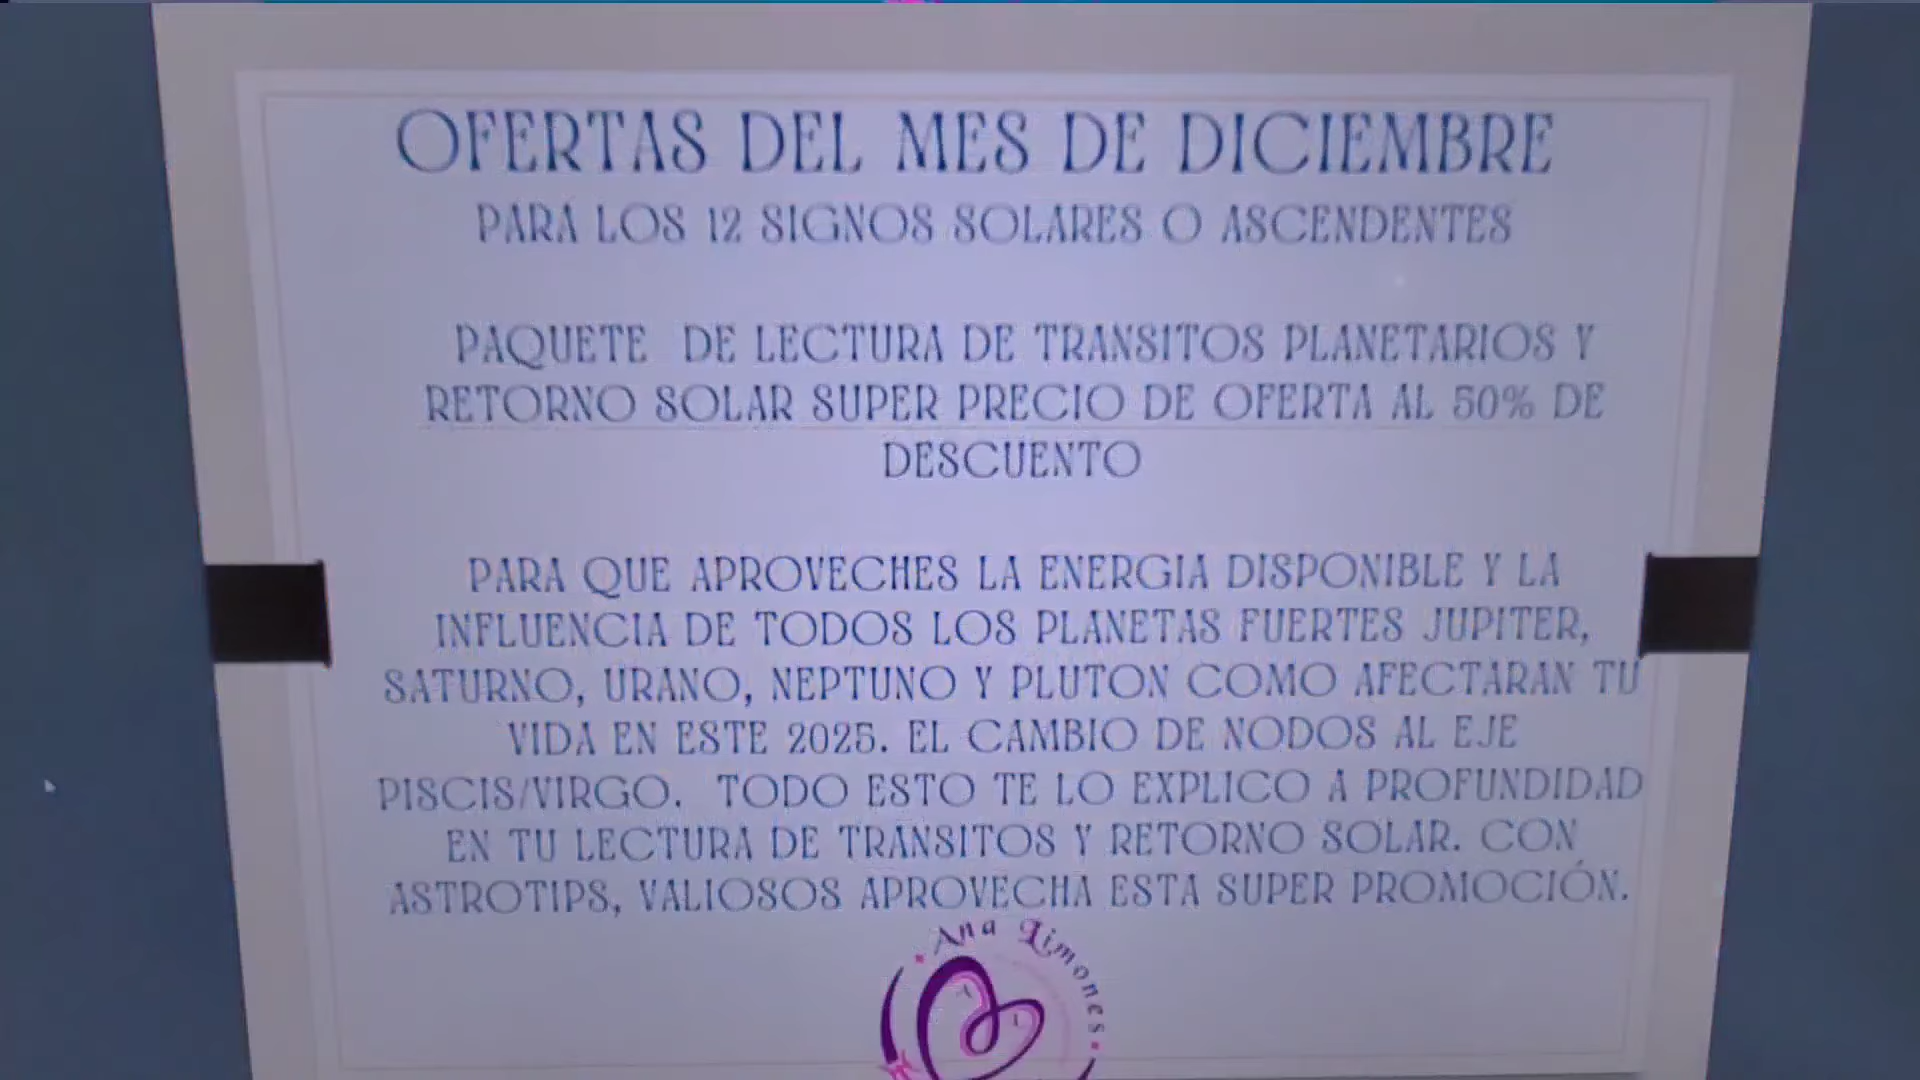 OFERTAS DEL MES DE DICIEMBRE
PARA LOS 12 SIGNOS SOLARES O ASCENDENTES
PAQUETE DE LECTURA DE TRANSITOS PLANETARIOS Y
RETORNO SOLAR SUPER PRECIO DE OFERTA AL 50% DE
DESCUENTO
PARA QUE APROVECHES LA ENERGIA DISPONIBLE Y LA
INFLUENCIA DE TODOS LOS PLANETAS FUERTES JUPITER,
SATURNO, URANO, NEPTUNO Y PLUTON COMO AFECTARAN TU
VIDA EN ESTE 2025. EL CAMBIO DE NODOS AL EJE
PISCIS/VIRGO. TODO ESTO TE LO EXPLICO A PROFUNDIDAD
EN TU LECTURA DE TRANSITOS Y RETORNO SOLAR. CON
ASTROTIPS, VALIOSOS APROVECHA ESTA SUPER PROMOCIÓN.
Ana Limones